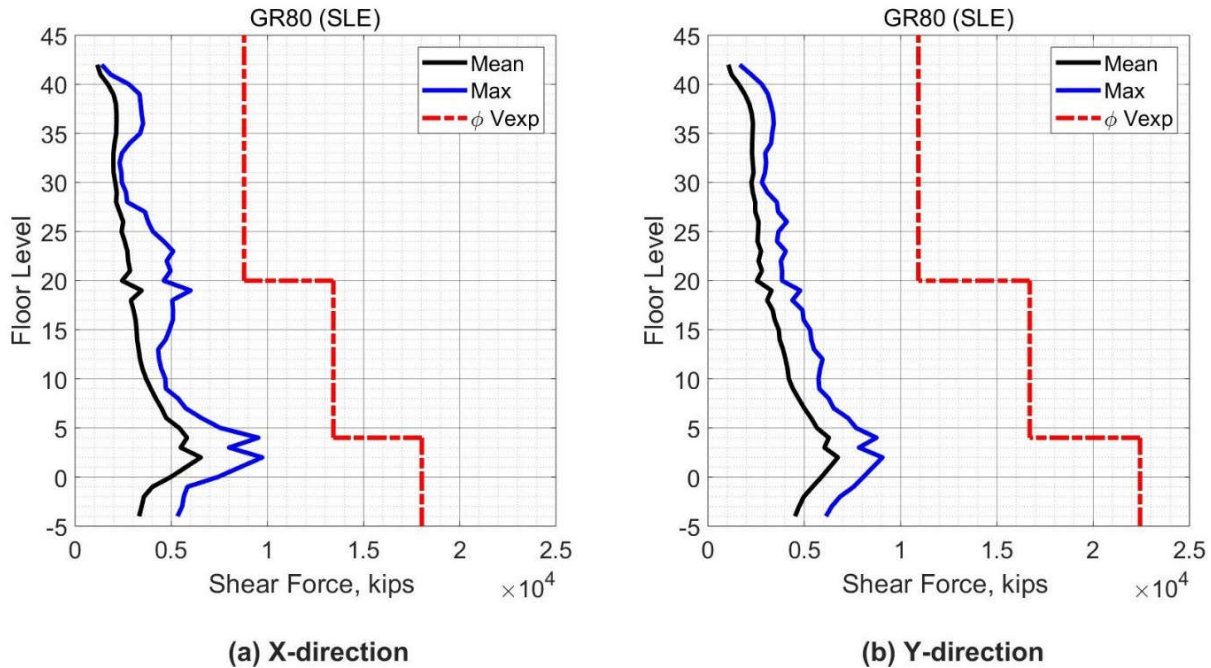 GR80 (SLE)
45
40
35
30
25
20
15
10
5
0
-5
Floor Level
Mean
Max
ϕ Vexp
0
0.5
1
1.5
2
2.5
Shear Force, kips
×10⁴
(a) X-direction
GR80 (SLE)
45
40
35
30
25
20
15
10
5
0
-5
Floor Level
Mean
Max
ϕ Vexp
0
0.5
1
1.5
2
2.5
Shear Force, kips
×10⁴
(b) Y-direction